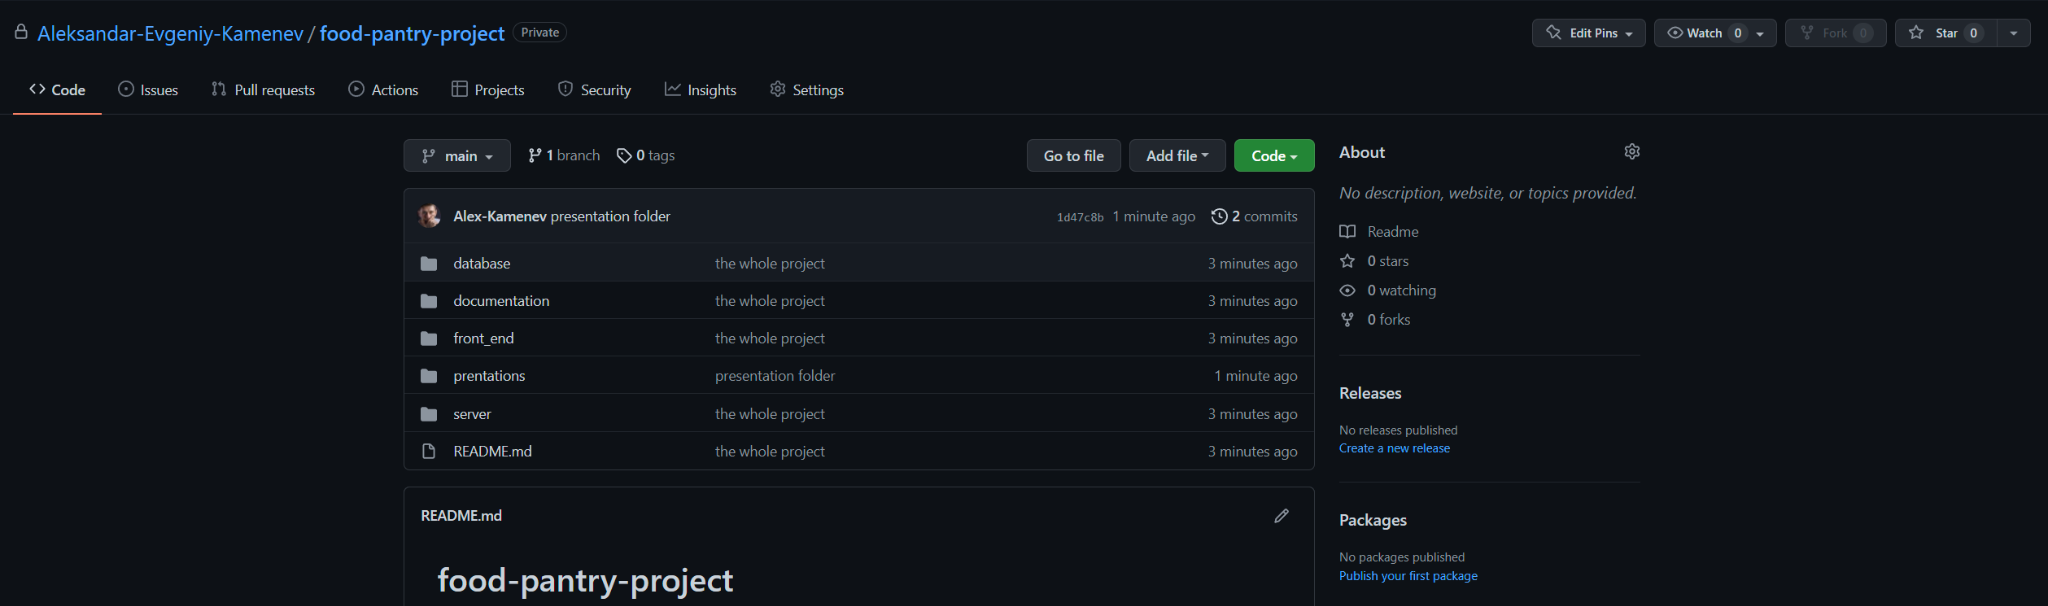 Aleksandar-Evgeniy-Kamenev / food-pantry-project Private
Edit Pins Watch 0 Fork 0 Star 0
Code Issues Pull requests Actions Projects Security Insights Settings
main 1 branch 0 tags Go to file Add file Code
Alex-Kamenev presentation folder 1d47c8b 1 minute ago 2 commits
database the whole project 3 minutes ago
documentation the whole project 3 minutes ago
front_end the whole project 3 minutes ago
prentations presentation folder 1 minute ago
server the whole project 3 minutes ago
README.md the whole project 3 minutes ago
README.md
food-pantry-project
About
No description, website, or topics provided.
Readme
0 stars
0 watching
0 forks
Releases
No releases published
Create a new release
Packages
No packages published
Publish your first package